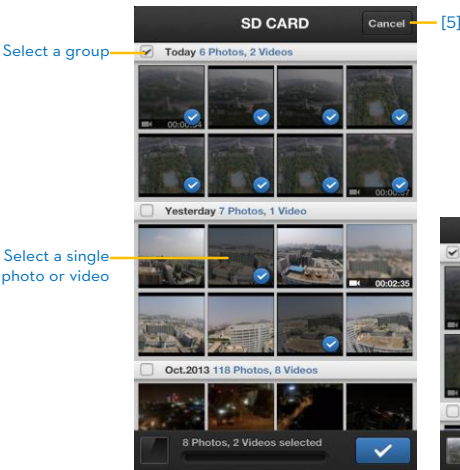 SD CARD
Cancel
[5]
Select a group
Today 6 Photos, 2 Videos
Yesterday 7 Photos, 1 Video
Select a single
photo or video
00:02:35
Oct.2013 118 Photos, 8 Videos
8 Photos, 2 Videos selected